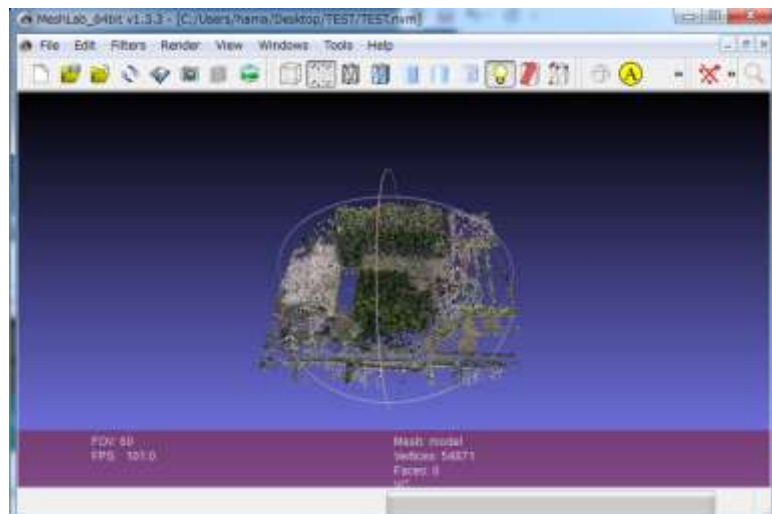 MeshLab_64bit v1.3.3 - [C:/Users/hama/Desktop/TEST/TEST.nvm]
File Edit Filters Render View Windows Tools Help
A
FOV: 60
FPS: 101.0
Mesh: model
Vertices: 54871
Faces: 0
VC